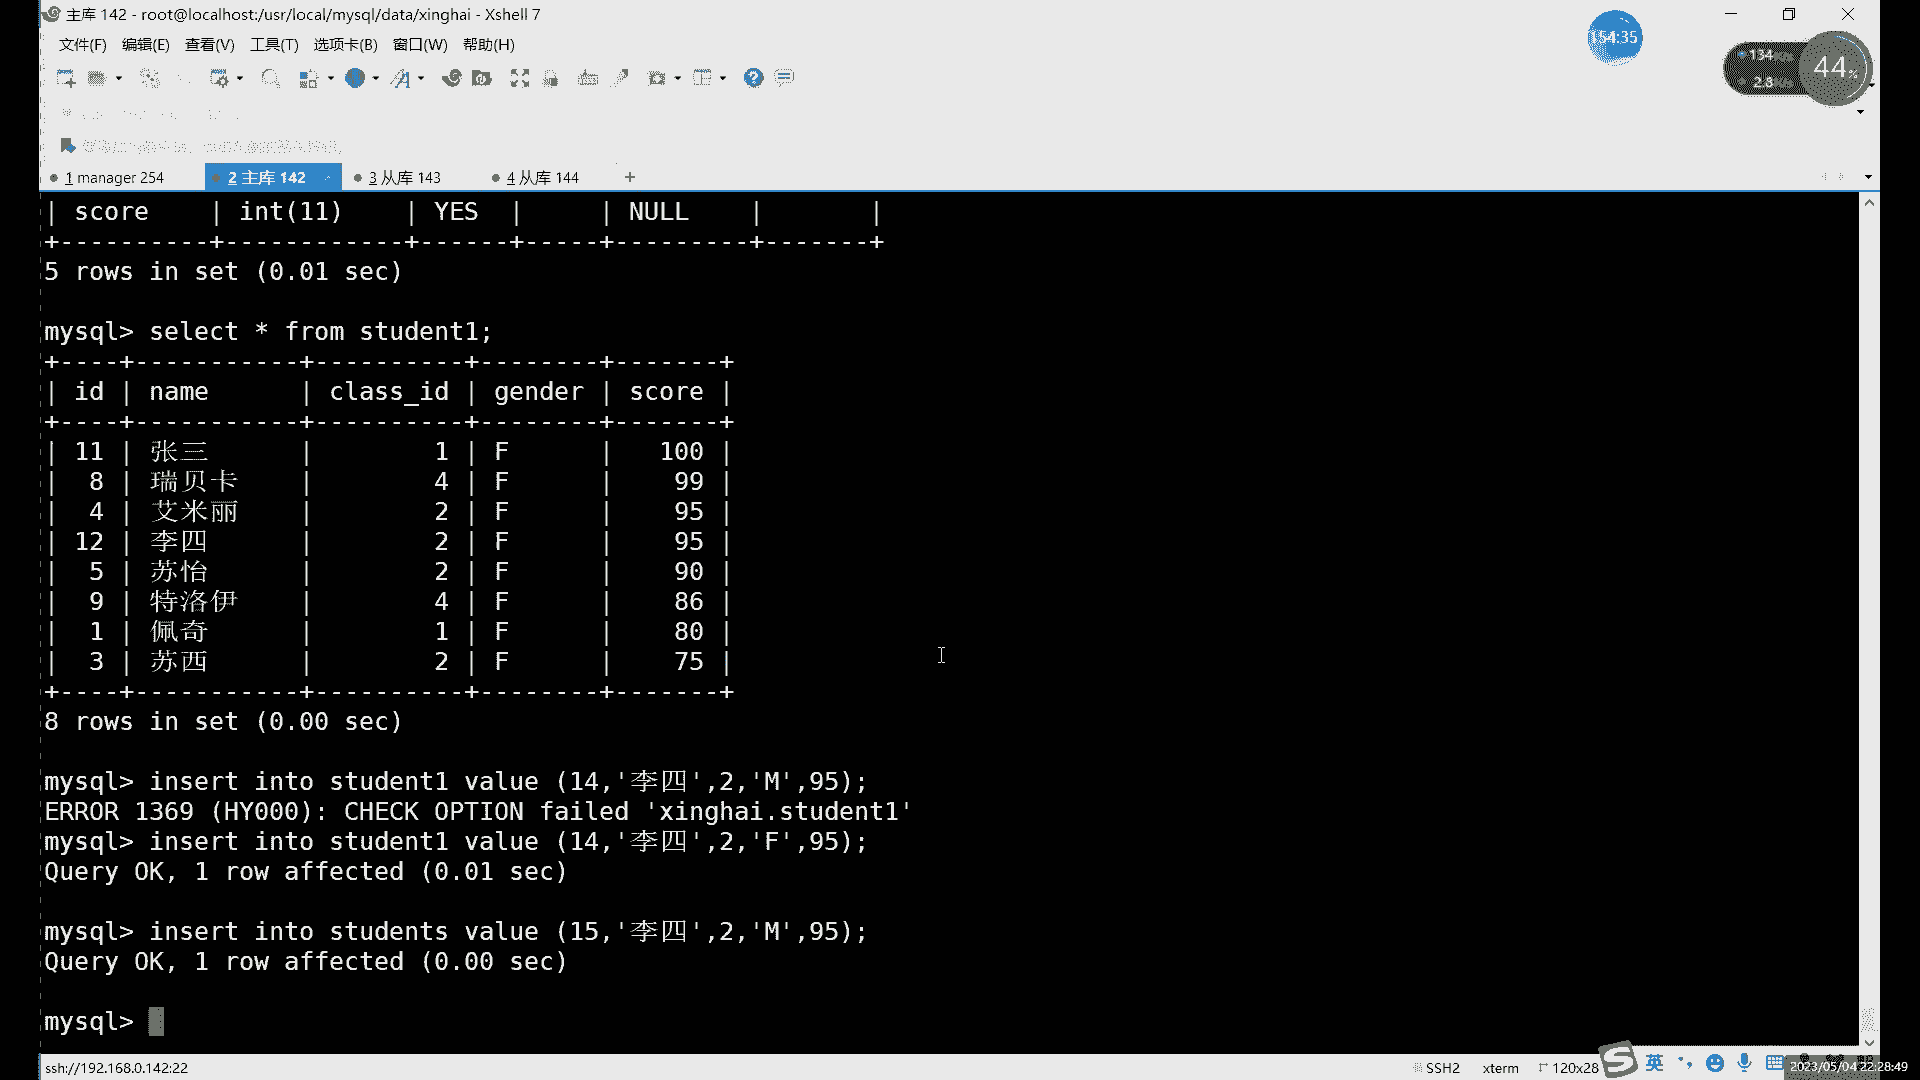 主库 142 - root@localhost:/usr/local/mysql/data/xinghai - Xshell 7
文件(F) 编辑(E) 查看(V) 工具(T) 选项卡(B) 窗口(W) 帮助(H)
154:35
134
2.8
44%
1 manager 254 2 主库 142 3 从库 143 4 从库 144 +
| score    | int(11)    | YES  |     | NULL    |       |
+----------+------------+------+-----+---------+-------+
5 rows in set (0.01 sec)
mysql> select * from student1;
+----+-----------+----------+--------+-------+
| id | name      | class_id | gender | score |
+----+-----------+----------+--------+-------+
| 11 | 张三      |        1 | F      |   100 |
|  8 | 瑞贝卡    |        4 | F      |    99 |
|  4 | 艾米丽    |        2 | F      |    95 |
| 12 | 李四      |        2 | F      |    95 |
|  5 | 苏怡      |        2 | F      |    90 |
|  9 | 特洛伊    |        4 | F      |    86 |
|  1 | 佩奇      |        1 | F      |    80 |
|  3 | 苏西      |        2 | F      |    75 |
+----+-----------+----------+--------+-------+
8 rows in set (0.00 sec)
mysql> insert into student1 value (14,'李四',2,'M',95);
ERROR 1369 (HY000): CHECK OPTION failed 'xinghai.student1'
mysql> insert into student1 value (14,'李四',2,'F',95);
Query OK, 1 row affected (0.01 sec)
mysql> insert into students value (15,'李四',2,'M',95);
Query OK, 1 row affected (0.00 sec)
mysql>
ssh://192.168.0.142:22 SSH2 xterm 120x28 英 2023/05/04 22:28:49